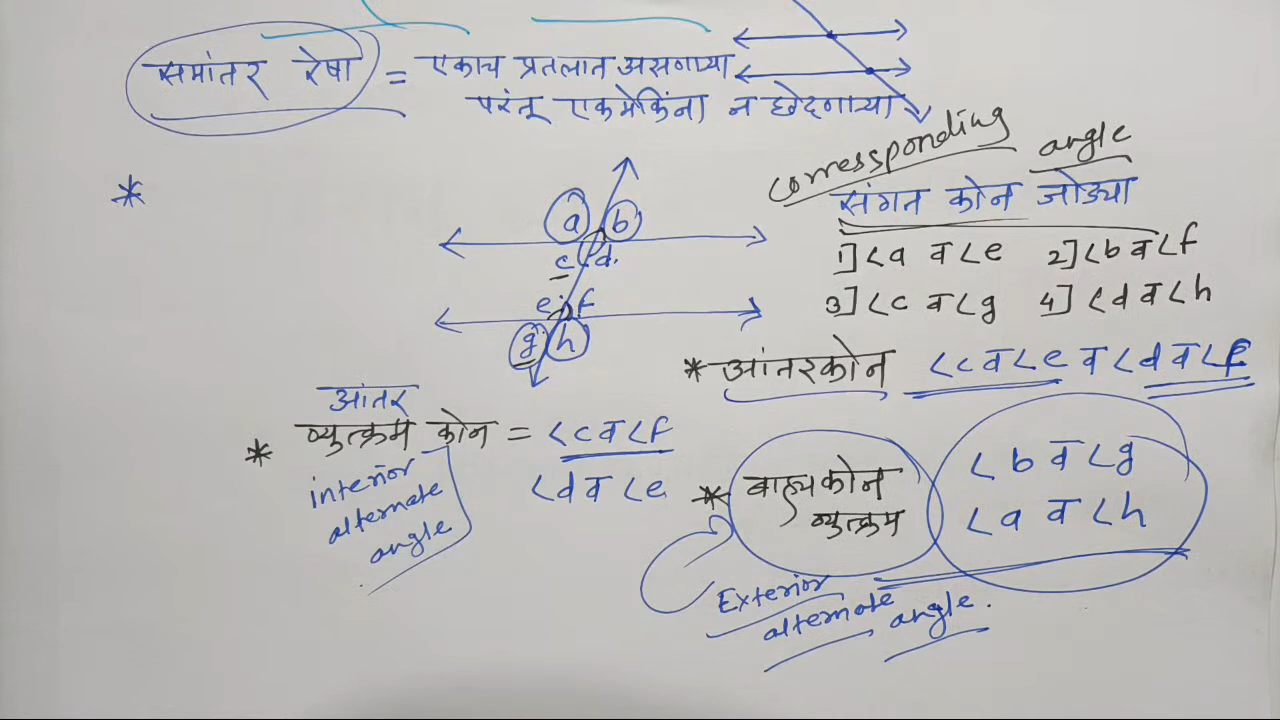 समांतर रेषा = एकाच प्रतलात असणाऱ्या
परंतू एकमेकिंना न छेदणाऱ्या
*
corressponding angle
संगत कोन जोड्या
1] <a व <e 2] <b व <f
3] <c व <g 4] <d व <h
a b
c d.
e f
g h
* आंतरकोन <c व <e व <d व <f
आंतर
* व्युत्क्रम कोन = <c व <f
<d व <e
interior
alternate
angle
* बाह्यकोन
व्युत्क्रम
<b व <g
<a व <h
Exterior
alternate angle.